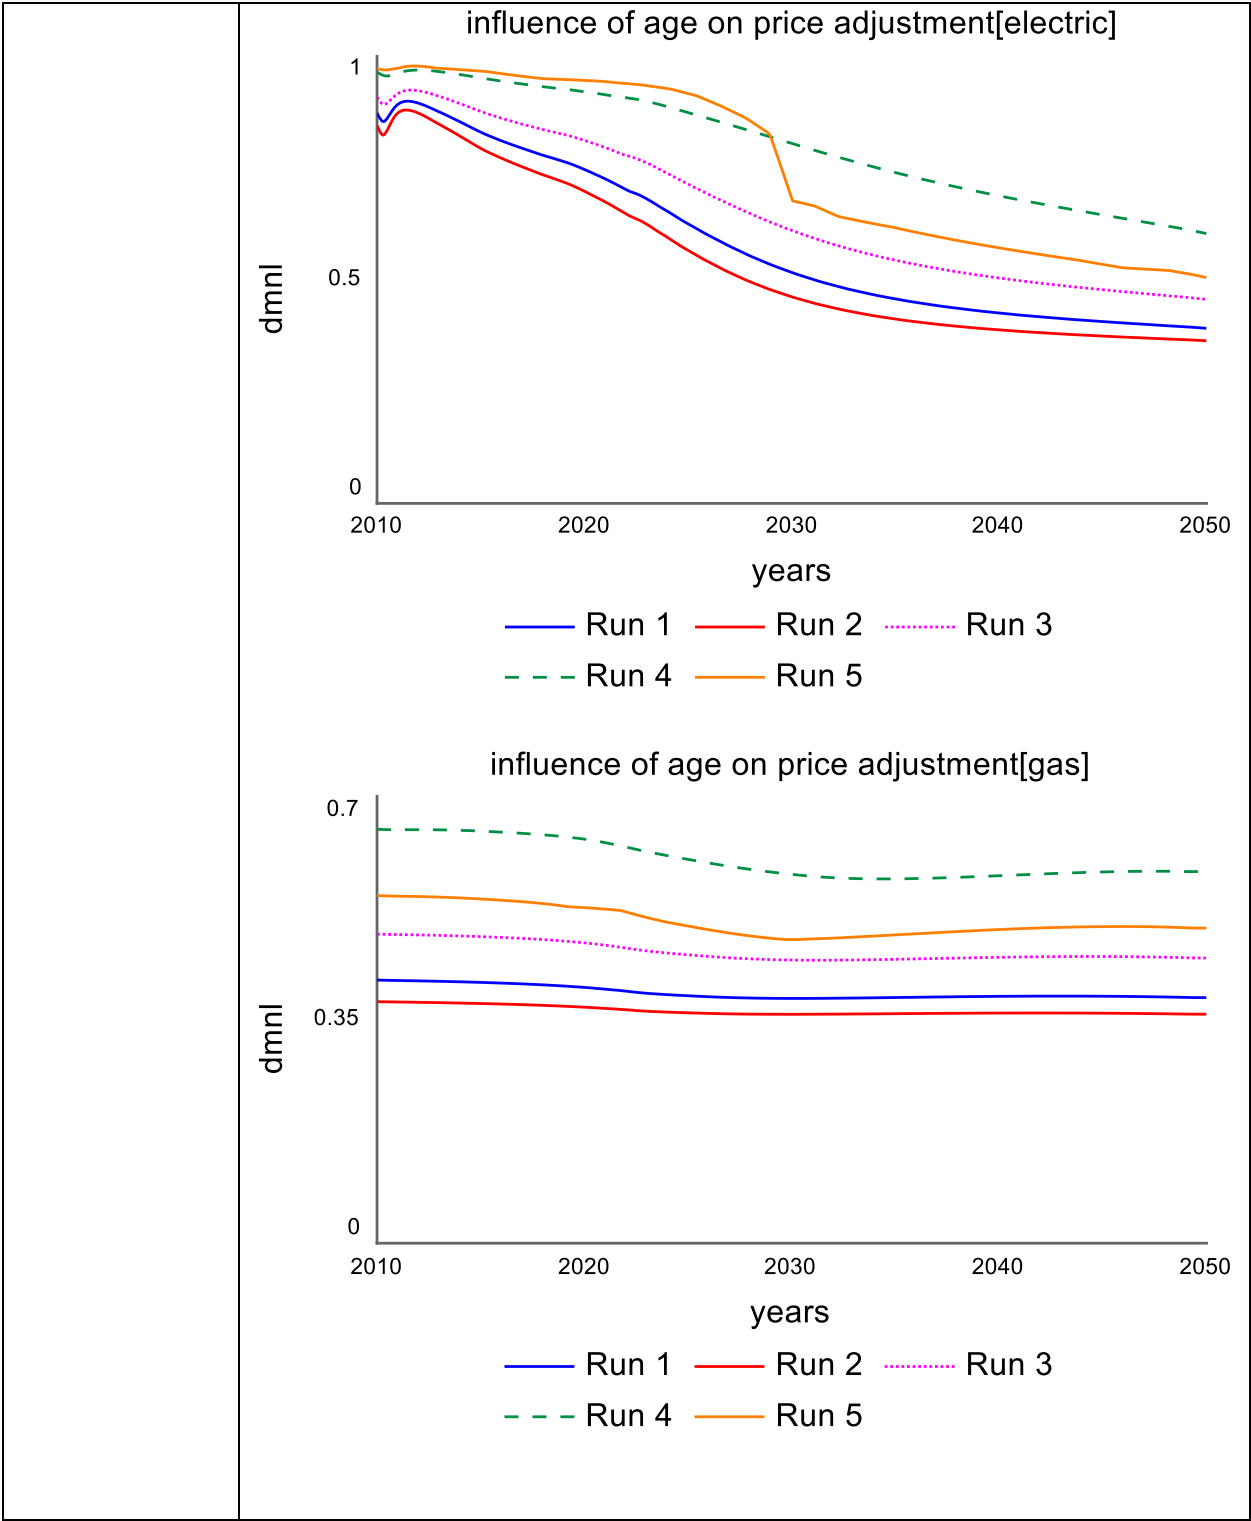 influence of age on price adjustment[electric]
1
0.5
0
dmnl
2010 2020 2030 2040 2050
years
Run 1 Run 2 Run 3
Run 4 Run 5
influence of age on price adjustment[gas]
0.7
0.35
0
dmnl
2010 2020 2030 2040 2050
years
Run 1 Run 2 Run 3
Run 4 Run 5